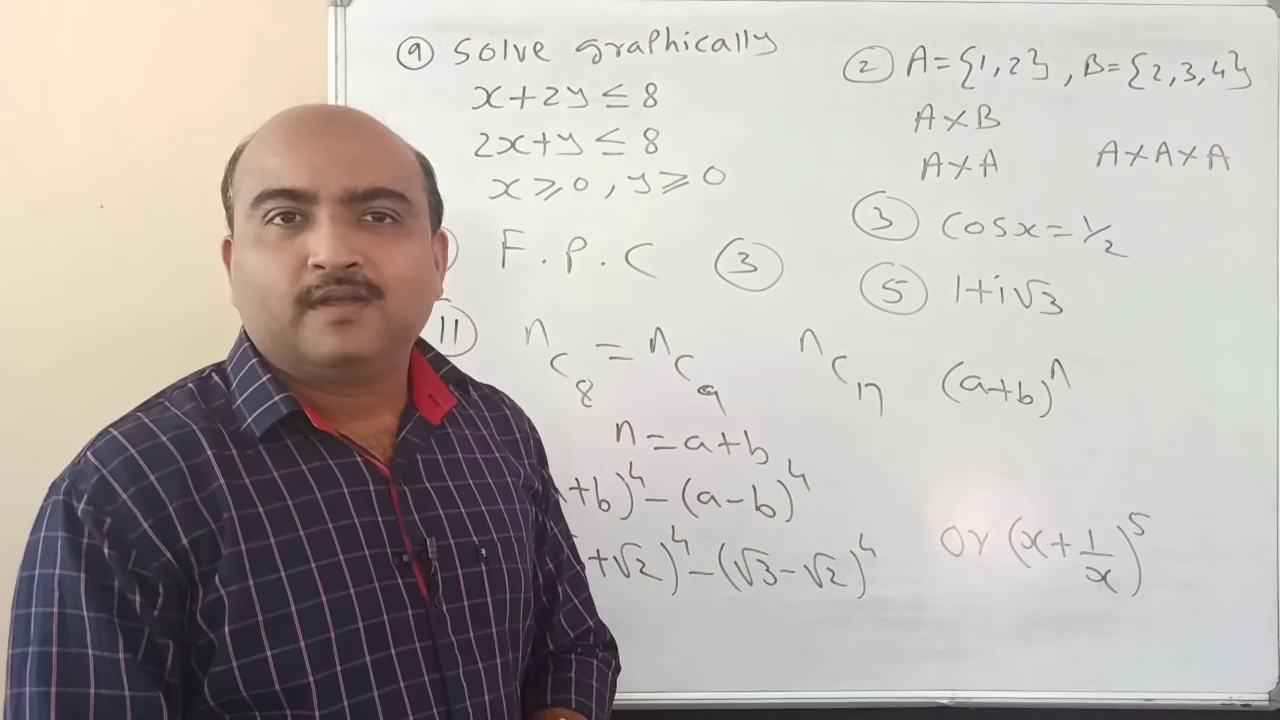 ⑨ Solve graphically
x+2y ≤ 8
2x+y ≤ 8
x ≥ 0, y ≥ 0
F.P.C ③
⑪ ⁿC₈ = ⁿC₉ ⁿC₁₇ (a+b)ⁿ
n = a+b
+b)⁴ – (a–b)⁴
+√2)⁴ – (√3–√2)⁴ or (x+1/x)⁵
② A={1,2}, B={2,3,4}
A×B
A×A A×A×A
③ cosx=1/2
⑤ 1+i√3